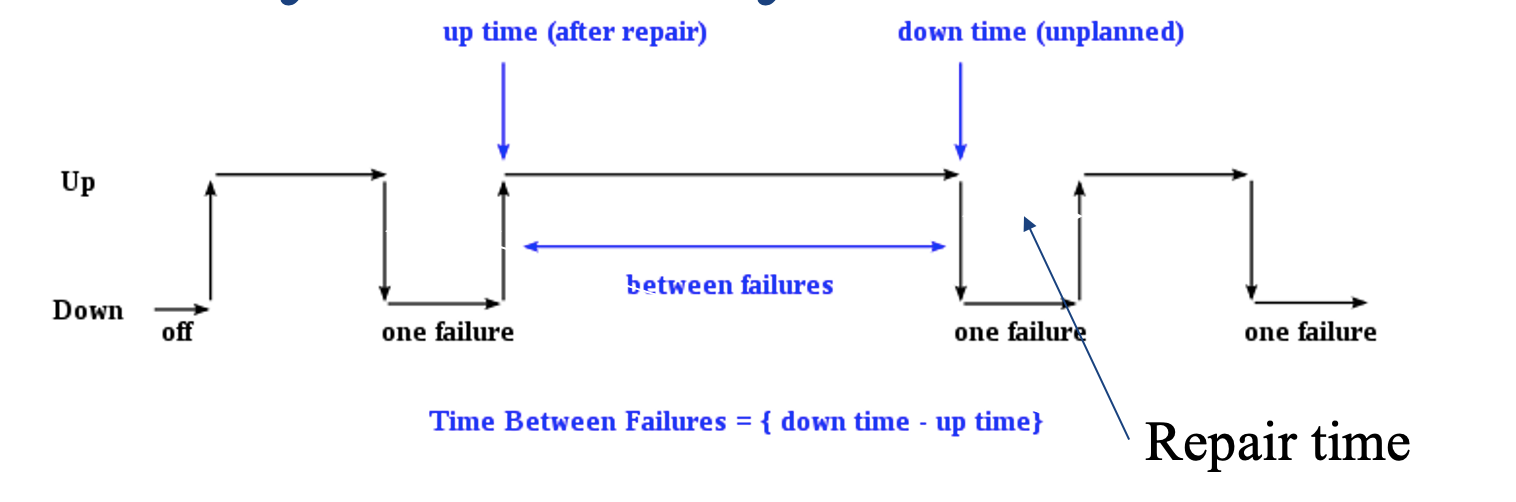 up time (after repair) down time (unplanned)
Up
between failures
Down
off one failure one failure one failure
Time Between Failures = { down time - up time}
Repair time